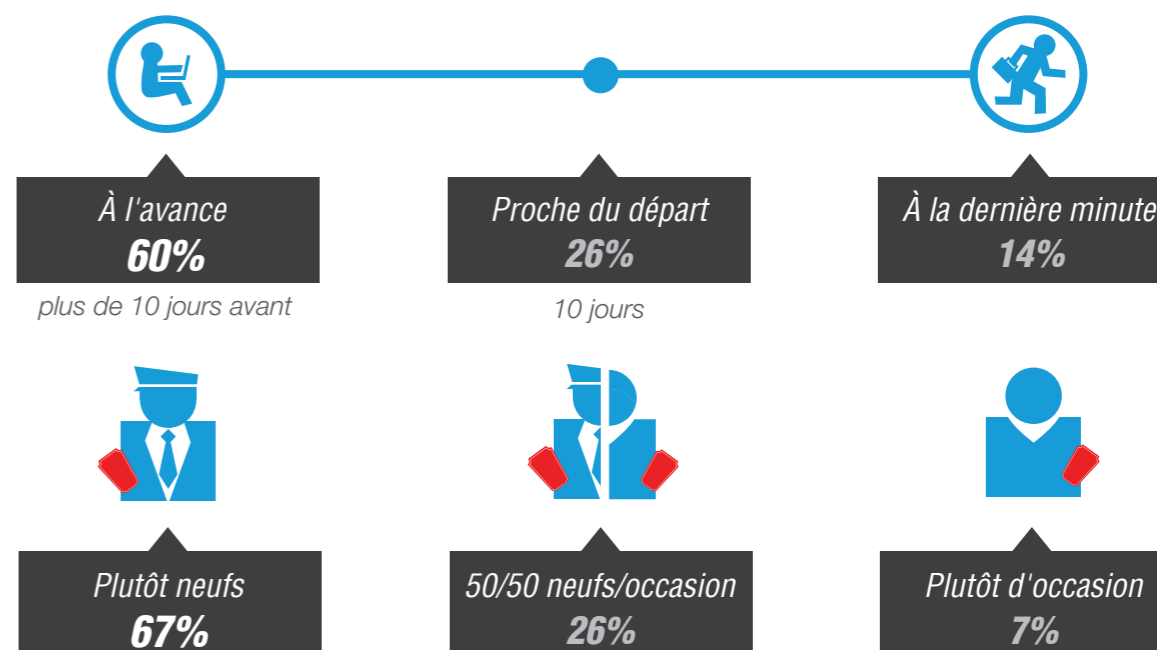 À l'avance
60%
plus de 10 jours avant
Proche du départ
26%
10 jours
À la dernière minute
14%
Plutôt neufs
67%
50/50 neufs/occasion
26%
Plutôt d'occasion
7%